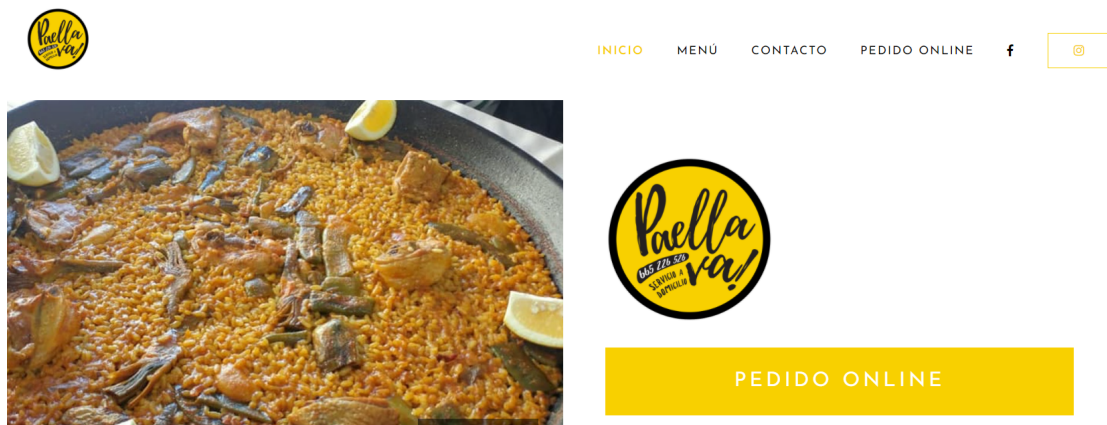 Paella
va!
INICIO
MENÚ
CONTACTO
PEDIDO ONLINE
Paella
665 226 526
va!
SERVICIO A
DOMICILIO
PEDIDO ONLINE